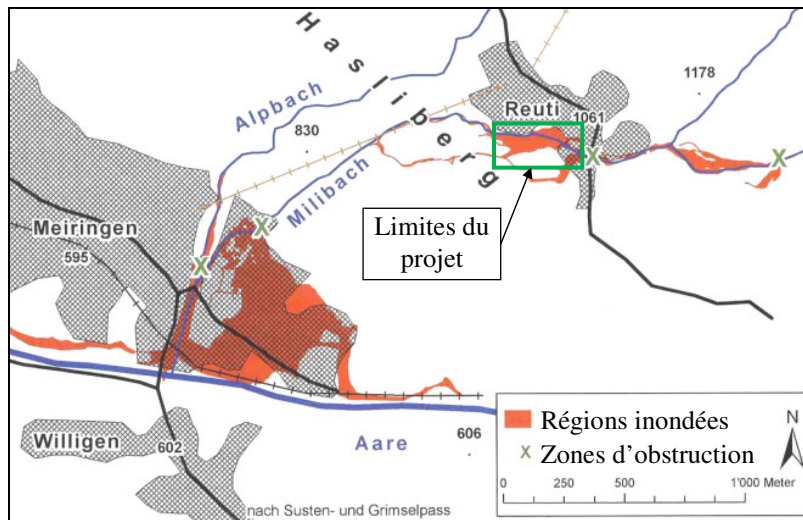 Hasliberg
Reuti
1061
1178
Alpbach
830
Milibach
Limites du
projet
X
X
X
X
Meiringen
595
Willigen
602
Aare
606
nach Susten- und Grimselpass
Régions inondées
X Zones d'obstruction
N
0 250 500 1'000 Meter